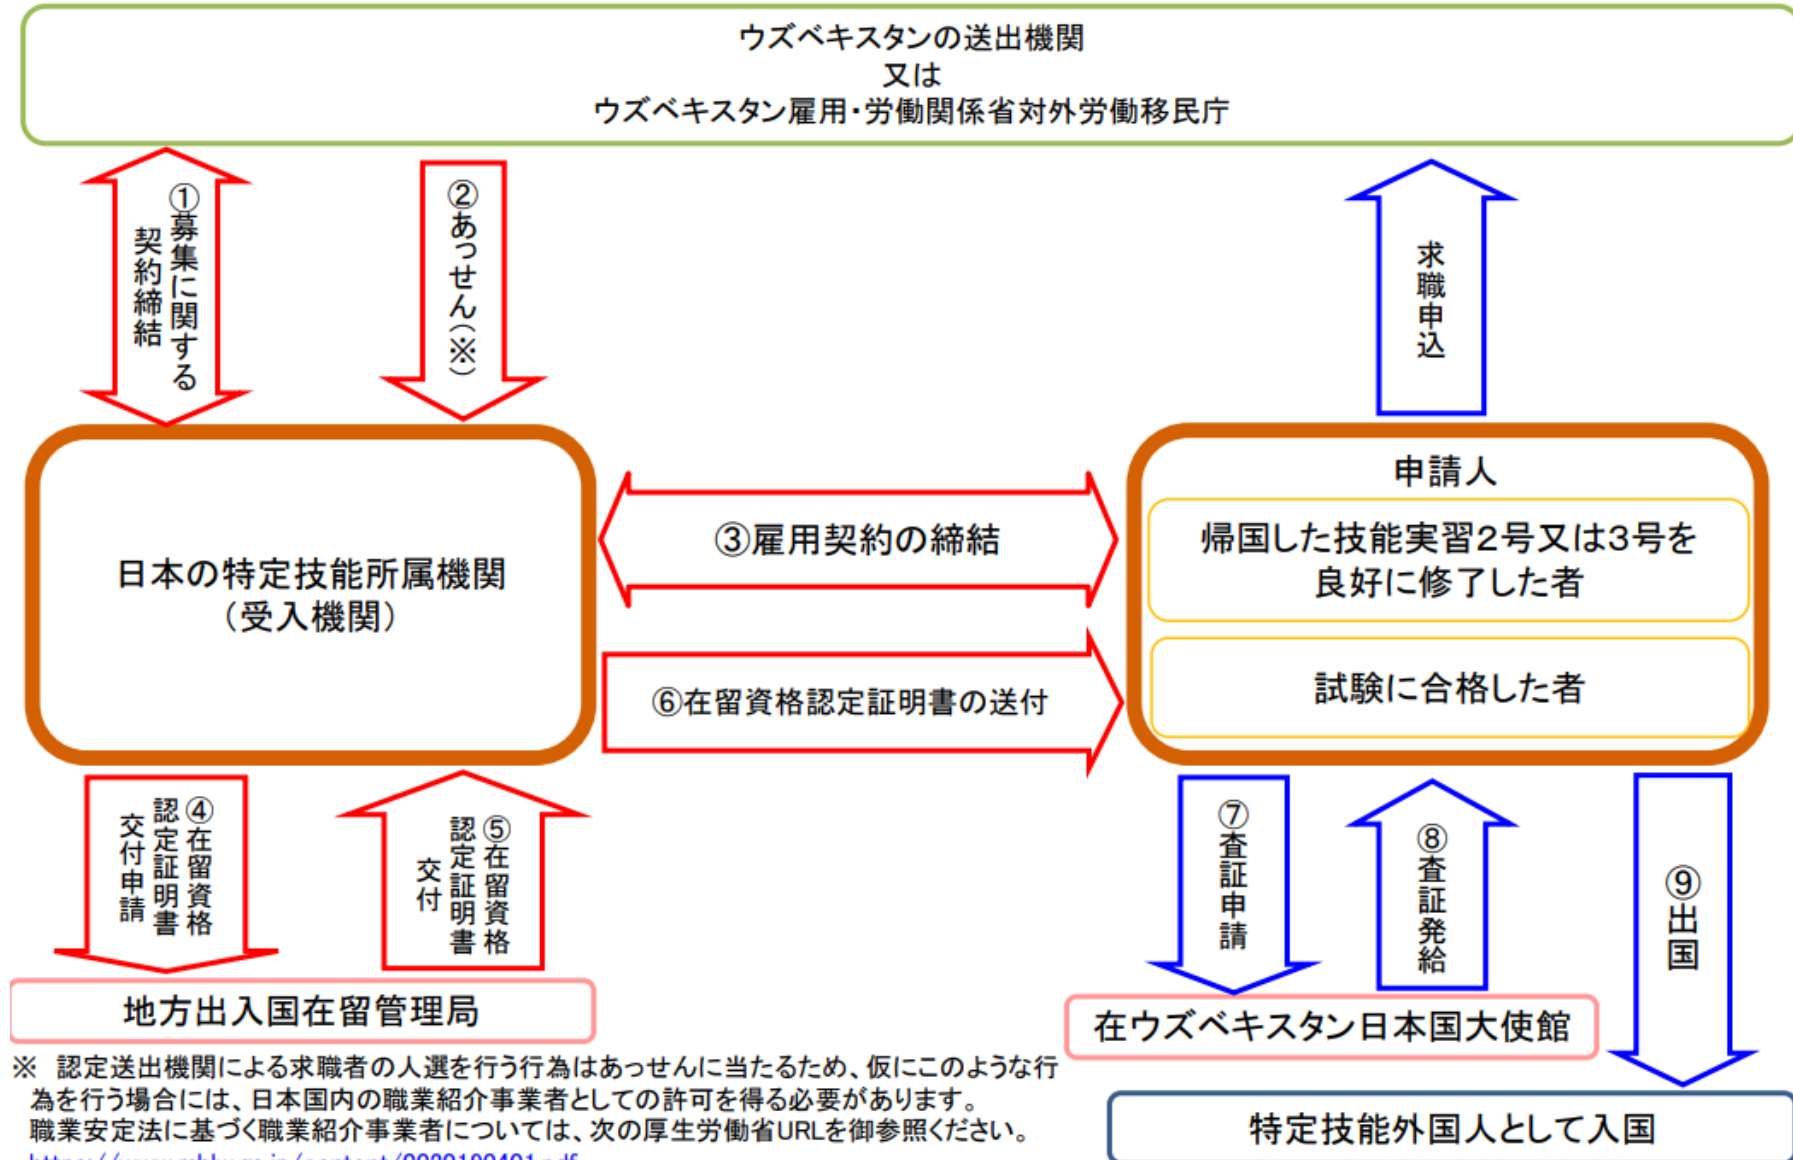 ウズベキスタンの送出機関
又は
ウズベキスタン雇用・労働関係省対外労働移民庁
①募集に関する
契約締結
②あっせん(※)
求職申込
日本の特定技能所属機関
(受入機関)
③雇用契約の締結
⑥在留資格認定証明書の送付
申請人
帰国した技能実習2号又は3号を
良好に修了した者
試験に合格した者
④在留資格
認定証明書
交付申請
⑤在留資格
認定証明書
交付
⑦査証申請
⑧査証発給
⑨出国
地方出入国在留管理局
在ウズベキスタン日本国大使館
特定技能外国人として入国
※ 認定送出機関による求職者の人選を行う行為はあっせんに当たるため、仮にこのような行
為を行う場合には、日本国内の職業紹介事業者としての許可を得る必要があります。
職業安定法に基づく職業紹介事業者については、次の厚生労働省URLを御参照ください。